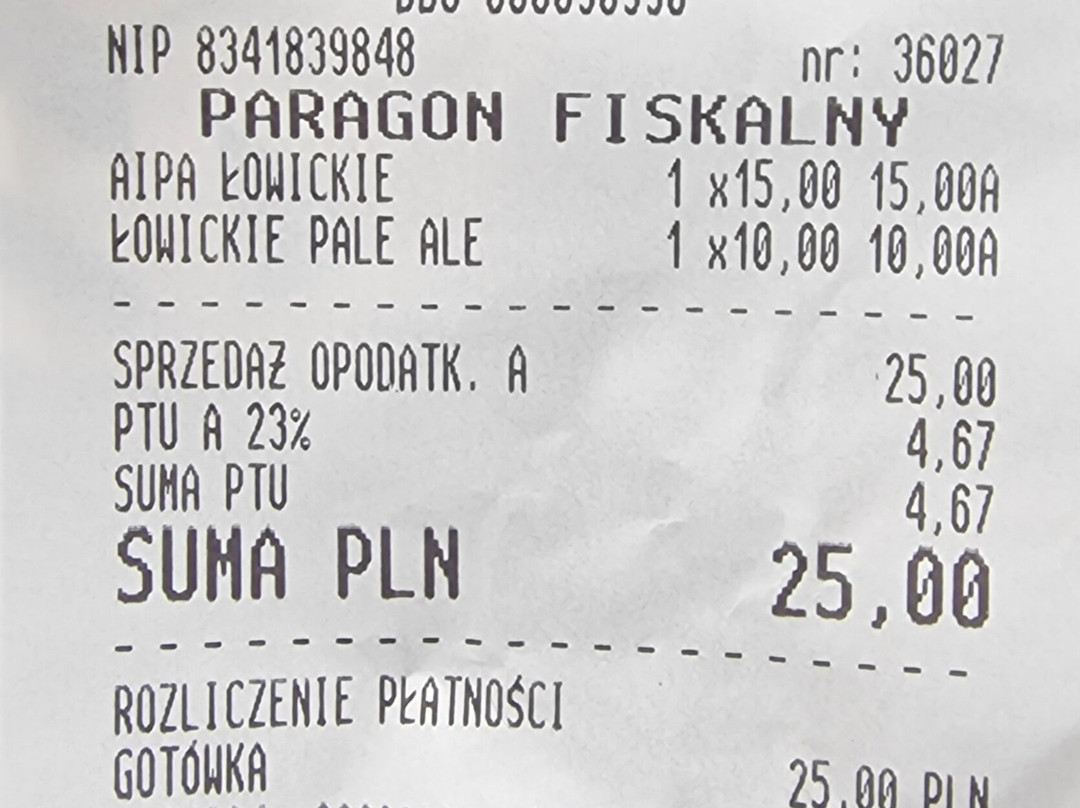 NIP 8341839848 nr: 36027
PARAGON FISKALNY
AIPA ŁOWICKIE 1 x15,00 15,00A
ŁOWICKIE PALE ALE 1 x10,00 10,00A
- - - - - - - - - - - - - - - - - - - - - - - -
SPRZEDAŻ OPODATK. A 25,00
PTU A 23% 4,67
SUMA PTU 4,67
SUMA PLN 25,00
- - - - - - - - - - - - - - - - - - - - - - - -
ROZLICZENIE PŁATNOŚCI
GOTÓWKA 25,00 PLN